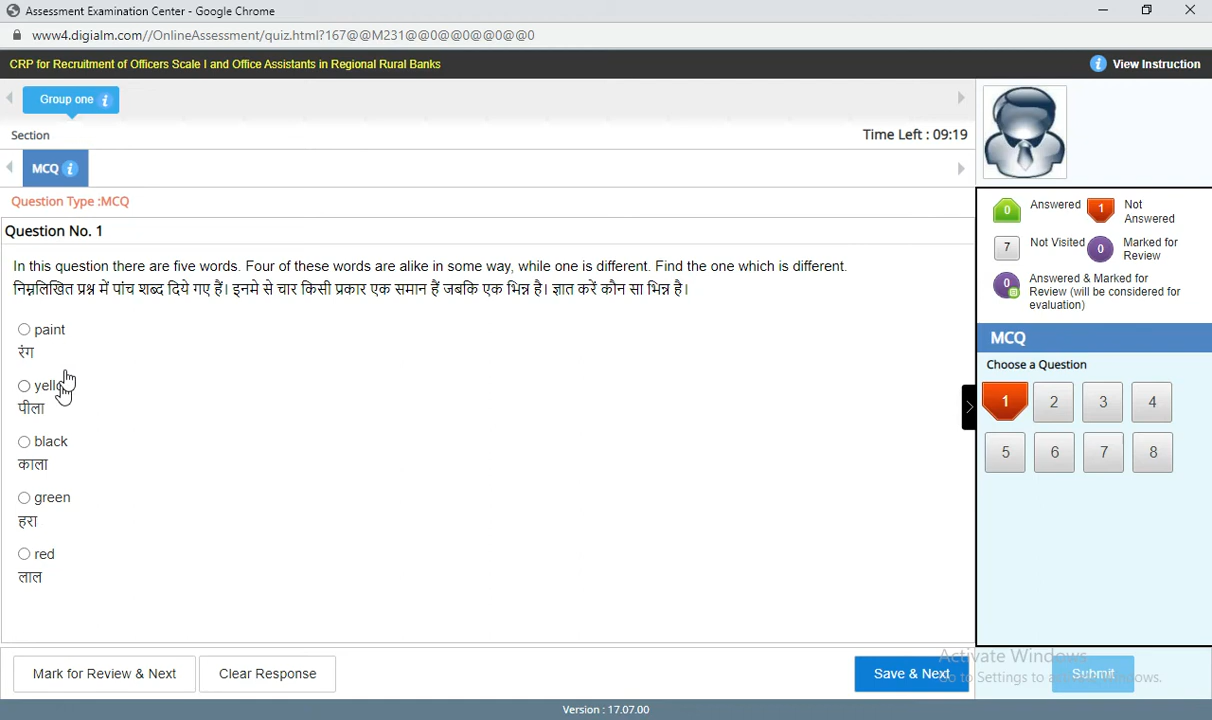 Assessment Examination Center - Google Chrome
www4.digialm.com//OnlineAssessment/quiz.html?167@@M231@@0@@0@@0@@0
CRP for Recruitment of Officers Scale I and Office Assistants in Regional Rural Banks
View Instruction
Group one
Section
Time Left : 09:19
MCQ
Question Type :MCQ
Question No. 1
In this question there are five words. Four of these words are alike in some way, while one is different. Find the one which is different.
निम्नलिखित प्रश्न में पांच शब्द दिये गए हैं। इनमे से चार किसी प्रकार एक समान हैं जबकि एक भिन्न है। ज्ञात करें कौन सा भिन्न है।
paint
रंग
पीला
black
काला
green
हरा
red
लाल
Mark for Review & Next
Clear Response
Save & Next
0 Answered
1 Not Answered
7 Not Visited
0 Marked for Review
0 Answered & Marked for Review (will be considered for evaluation)
MCQ
Choose a Question
1 2 3 4
5 6 7 8
Activate Windows
Submit
Version : 17.07.00